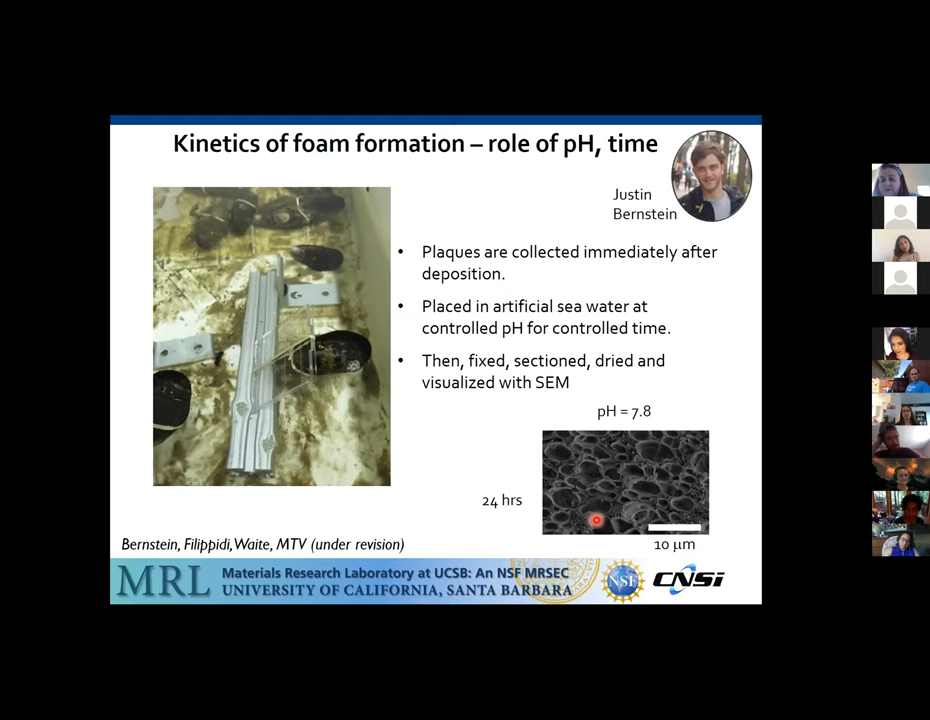 Kinetics of foam formation – role of pH, time
Justin
Bernstein
• Plaques are collected immediately after
deposition.
• Placed in artificial sea water at
controlled pH for controlled time.
• Then, fixed, sectioned, dried and
visualized with SEM
pH = 7.8
24 hrs
10 μm
Bernstein, Filippidi, Waite, MTV (under revision)
MRL
Materials Research Laboratory at UCSB: An NSF MRSEC
UNIVERSITY OF CALIFORNIA, SANTA BARBARA
NSF
CNSi